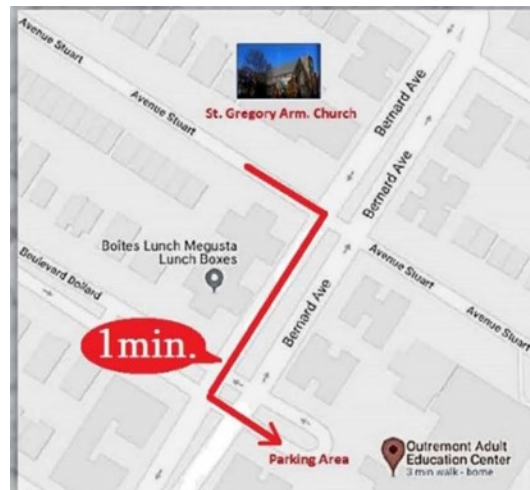 Avenue Stuart
Avenue Stuart
St. Gregory Arm. Church
Bernard Ave
Bernard Ave
Boîtes Lunch Megusta
Lunch Boxes
Boulevard Dollard
Avenue Stuart
Avenue Stuart
Bernard Ave
1min.
Parking Area
Outremont Adult
Education Center
3 min walk - home